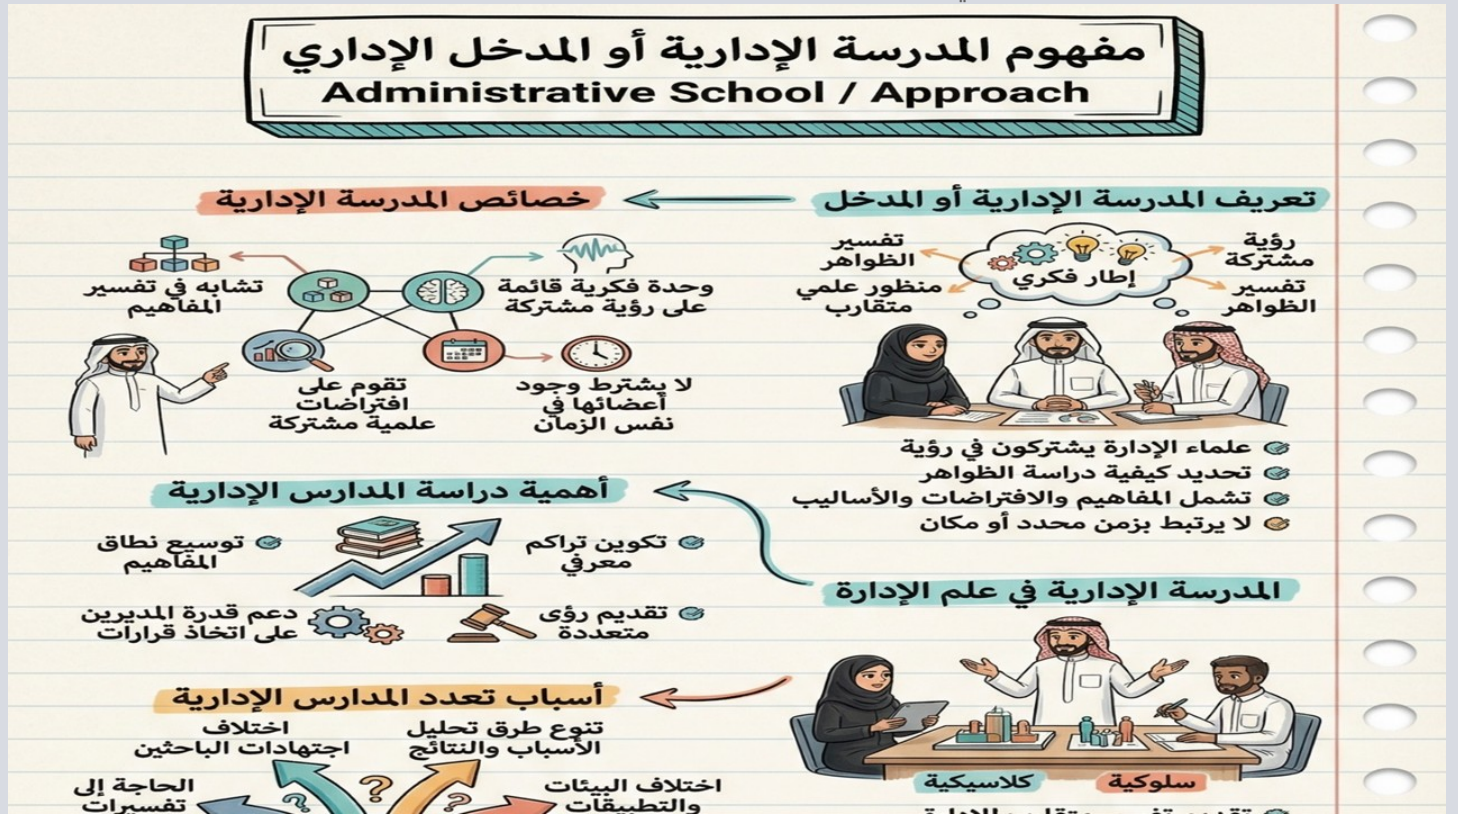 مفهوم المدرسة الإدارية أو المدخل الإداري
Administrative School / Approach
تعريف المدرسة الإدارية أو المدخل
رؤية
مشتركة
تفسير
الظواهر
إطار فكري
تفسير
الظواهر
منظور علمي
متقارب
علماء الإدارة يشتركون في رؤية
تحديد كيفية دراسة الظواهر
تشمل المفاهيم والافتراضات والأساليب
لا يرتبط بزمن محدد أو مكان
خصائص المدرسة الإدارية
وحدة فكرية قائمة
على رؤية مشتركة
تشابه في تفسير
المفاهيم
لا يشترط وجود
أعضائها في
نفس الزمان
تقوم على
افتراضات
علمية مشتركة
المدرسة الإدارية في علم الإدارة
سلوكية
كلاسيكية
أهمية دراسة المدارس الإدارية
تكوين تراكم
معرفي
توسيع نطاق
المفاهيم
تقديم رؤى
متعددة
دعم قدرة المديرين
على اتخاذ قرارات
أسباب تعدد المدارس الإدارية
تنوع طرق تحليل
الأسباب والنتائج
اختلاف
اجتهادات الباحثين
اختلاف البيئات
والتطبيقات
الحاجة إلى
تفسيرات